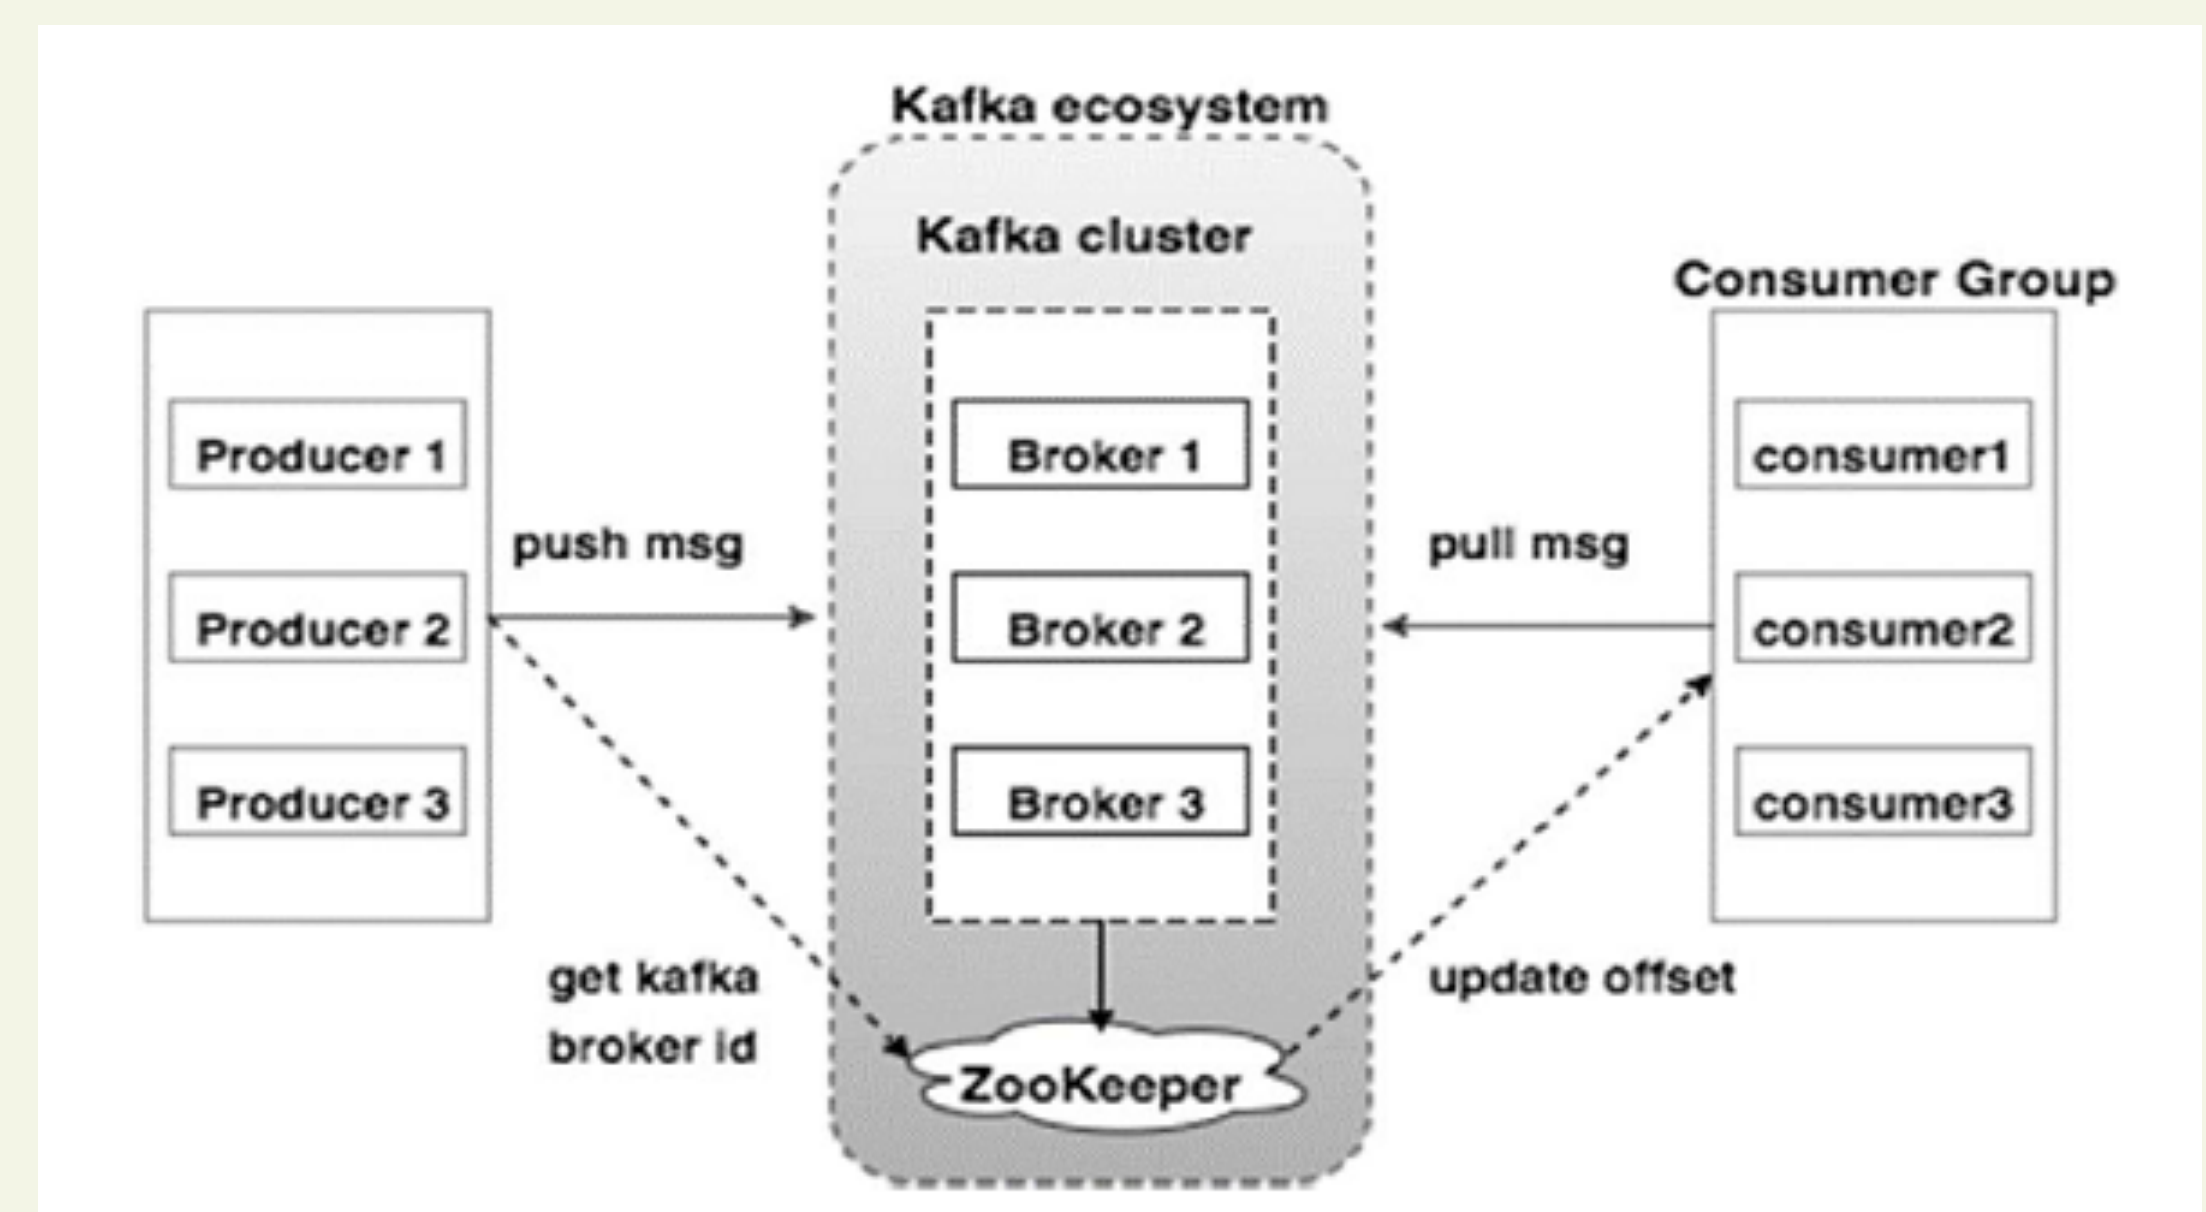 Kafka ecosystem
Kafka cluster
Consumer Group
Producer 1
Producer 2
Producer 3
push msg
Broker 1
Broker 2
Broker 3
pull msg
consumer1
consumer2
consumer3
get kafka
broker id
update offset
ZooKeeper